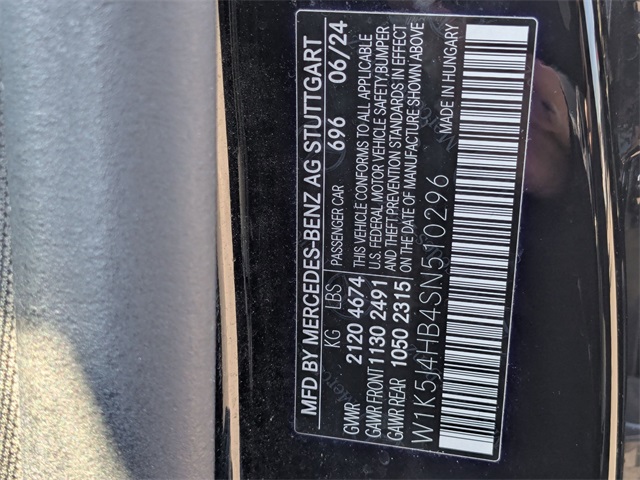 MFD BY MERCEDES-BENZ AG STUTTGART
KG LBS PASSENGER CAR 696 06/24
GVWR 2120 4674 THIS VEHICLE CONFORMS TO ALL APPLICABLE
GAWR FRONT 1130 2491 U.S. FEDERAL MOTOR VEHICLE SAFETY,BUMPER
GAWR REAR 1050 2315 AND THEFT PREVENTION STANDARDS IN EFFECT
ON THE DATE OF MANUFACTURE SHOWN ABOVE
W1K5J4HB4SN510296 MADE IN HUNGARY